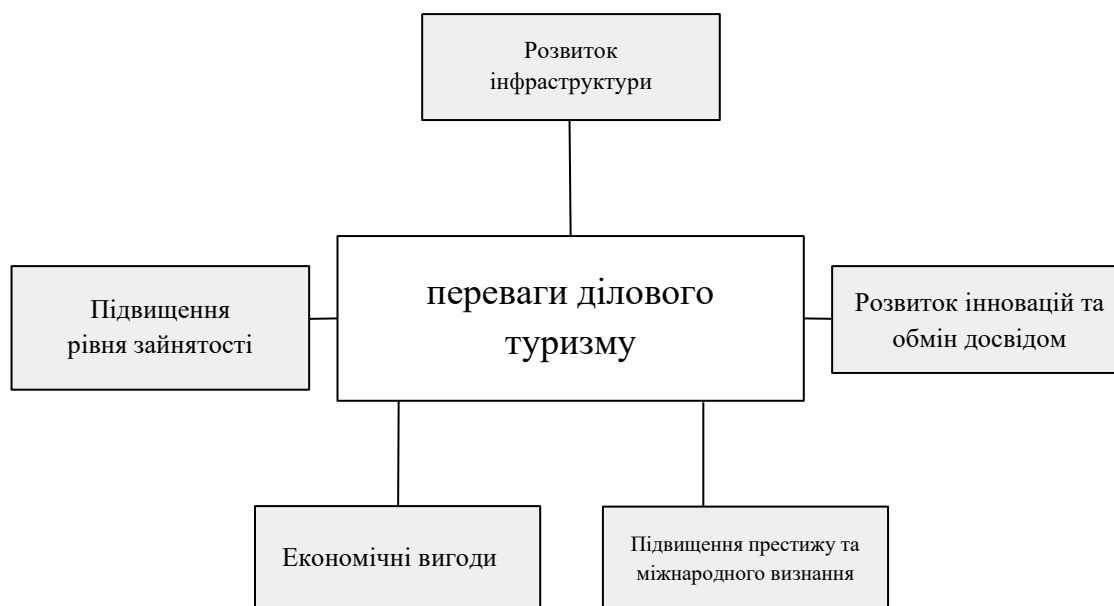 Розвиток
інфраструктури
переваги ділового
туризму
Підвищення
рівня зайнятості
Розвиток інновацій та
обмін досвідом
Економічні вигоди
Підвищення престижу та
міжнародного визнання